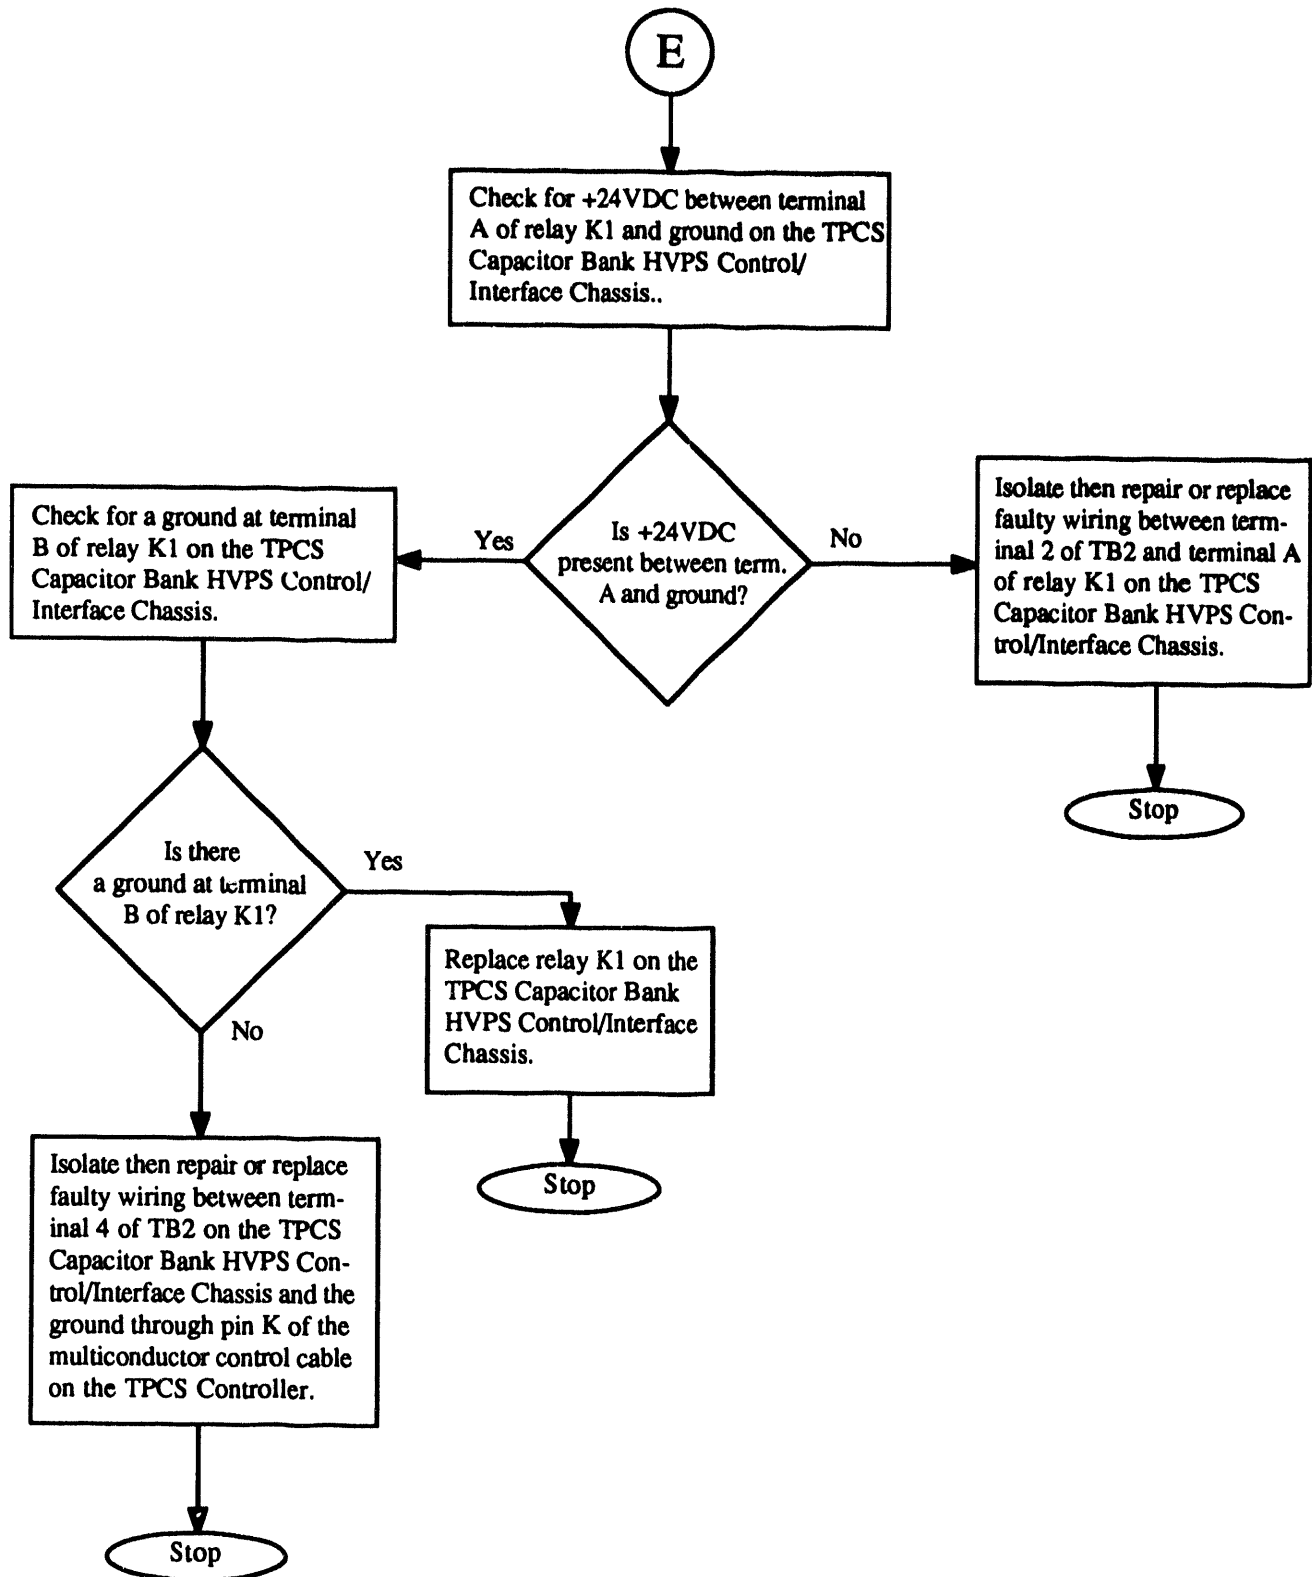 E
Check for +24VDC between terminal
A of relay K1 and ground on the TPCS
Capacitor Bank HVPS Control/
Interface Chassis..
Is +24VDC
present between term.
A and ground?
Yes
No
Check for a ground at terminal
B of relay K1 on the TPCS
Capacitor Bank HVPS Control/
Interface Chassis.
Isolate then repair or replace
faulty wiring between term-
inal 2 of TB2 and terminal A
of relay K1 on the TPCS
Capacitor Bank HVPS Con-
trol/Interface Chassis.
Stop
Is there
a ground at terminal
B of relay K1?
Yes
No
Replace relay K1 on the
TPCS Capacitor Bank
HVPS Control/Interface
Chassis.
Stop
Isolate then repair or replace
faulty wiring between term-
inal 4 of TB2 on the TPCS
Capacitor Bank HVPS Con-
trol/Interface Chassis and the
ground through pin K of the
multiconductor control cable
on the TPCS Controller.
Stop